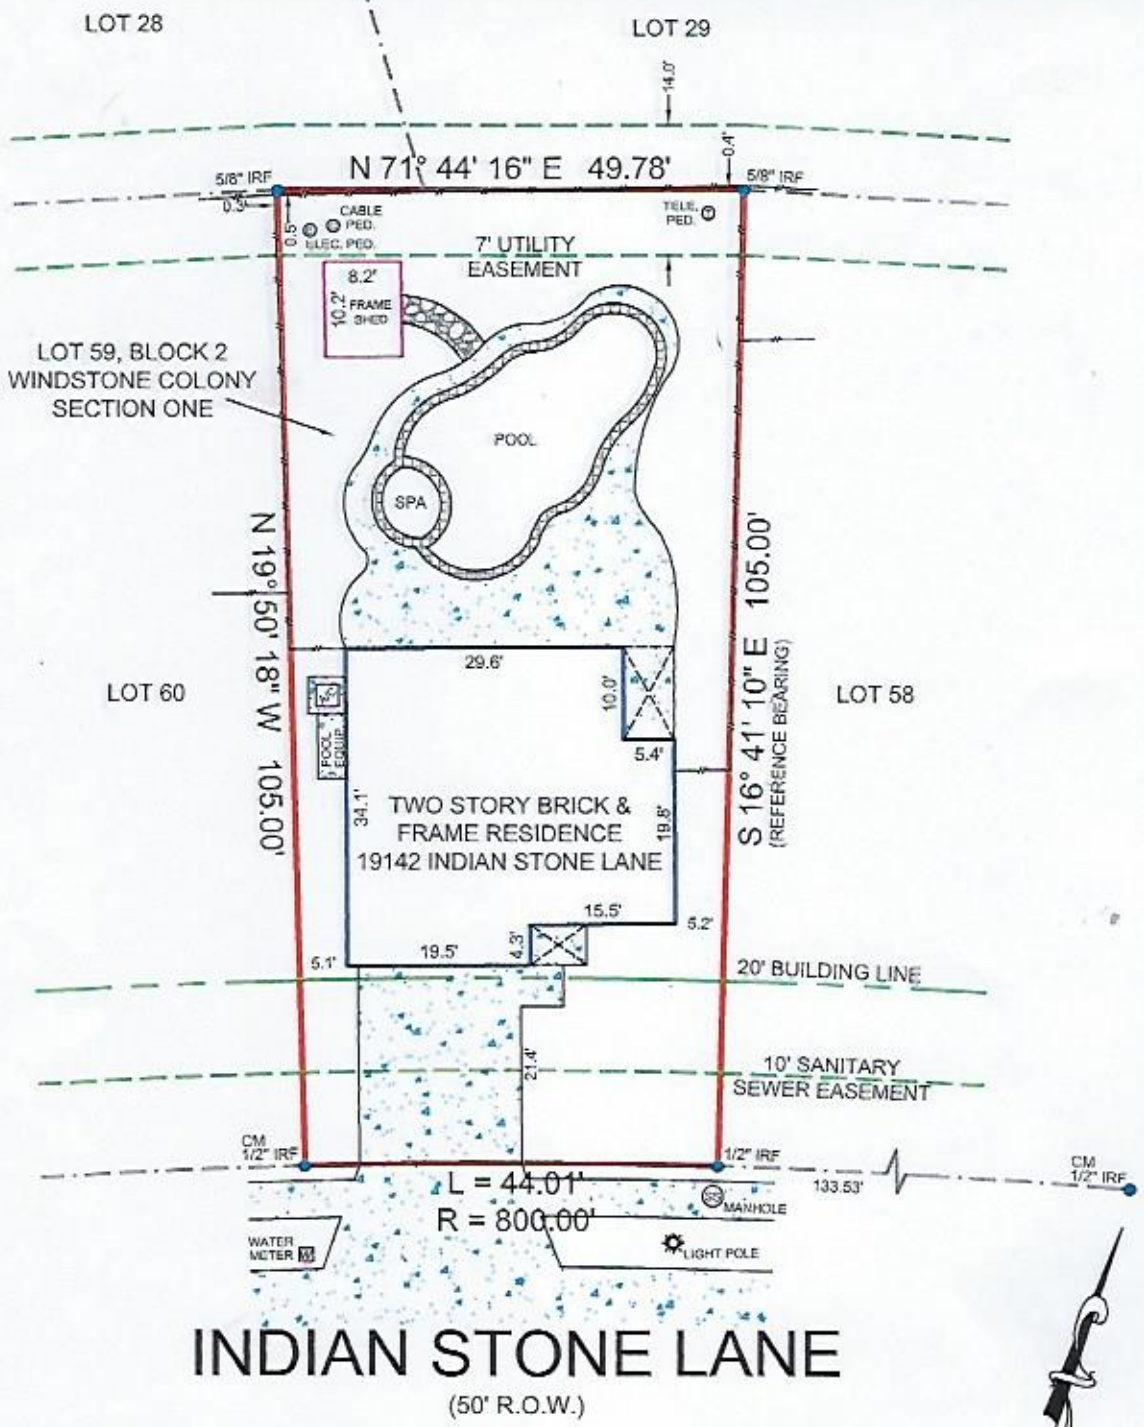 LOT 28
LOT 29
14.0'
0.4'
N 71° 44' 16" E 49.78'
5/8" IRF
5/8" IRF
0.3'
0.5'
CABLE
PED.
ELEC. PED.
TELE.
PED.
T
7' UTILITY
EASEMENT
8.2'
10.2'
FRAME
SHED
LOT 59, BLOCK 2
WINDSTONE COLONY
SECTION ONE
POOL
SPA
N 19° 50' 18" W 105.00'
S 16° 41' 10" E 105.00'
(REFERENCE BEARING)
LOT 60
LOT 58
29.6'
10.0'
5.4'
POOL
EQUIP.
34.1'
19.8'
TWO STORY BRICK &
FRAME RESIDENCE
19142 INDIAN STONE LANE
15.5'
5.2'
4.3'
19.5'
5.1'
20' BUILDING LINE
21.4'
10' SANITARY
SEWER EASEMENT
CM
1/2" IRF
1/2" IRF
CM
1/2" IRF
133.53'
L = 44.01'
R = 800.00'
SS
MANHOLE
WATER
METER
LIGHT POLE
INDIAN STONE LANE
(50' R.O.W.)